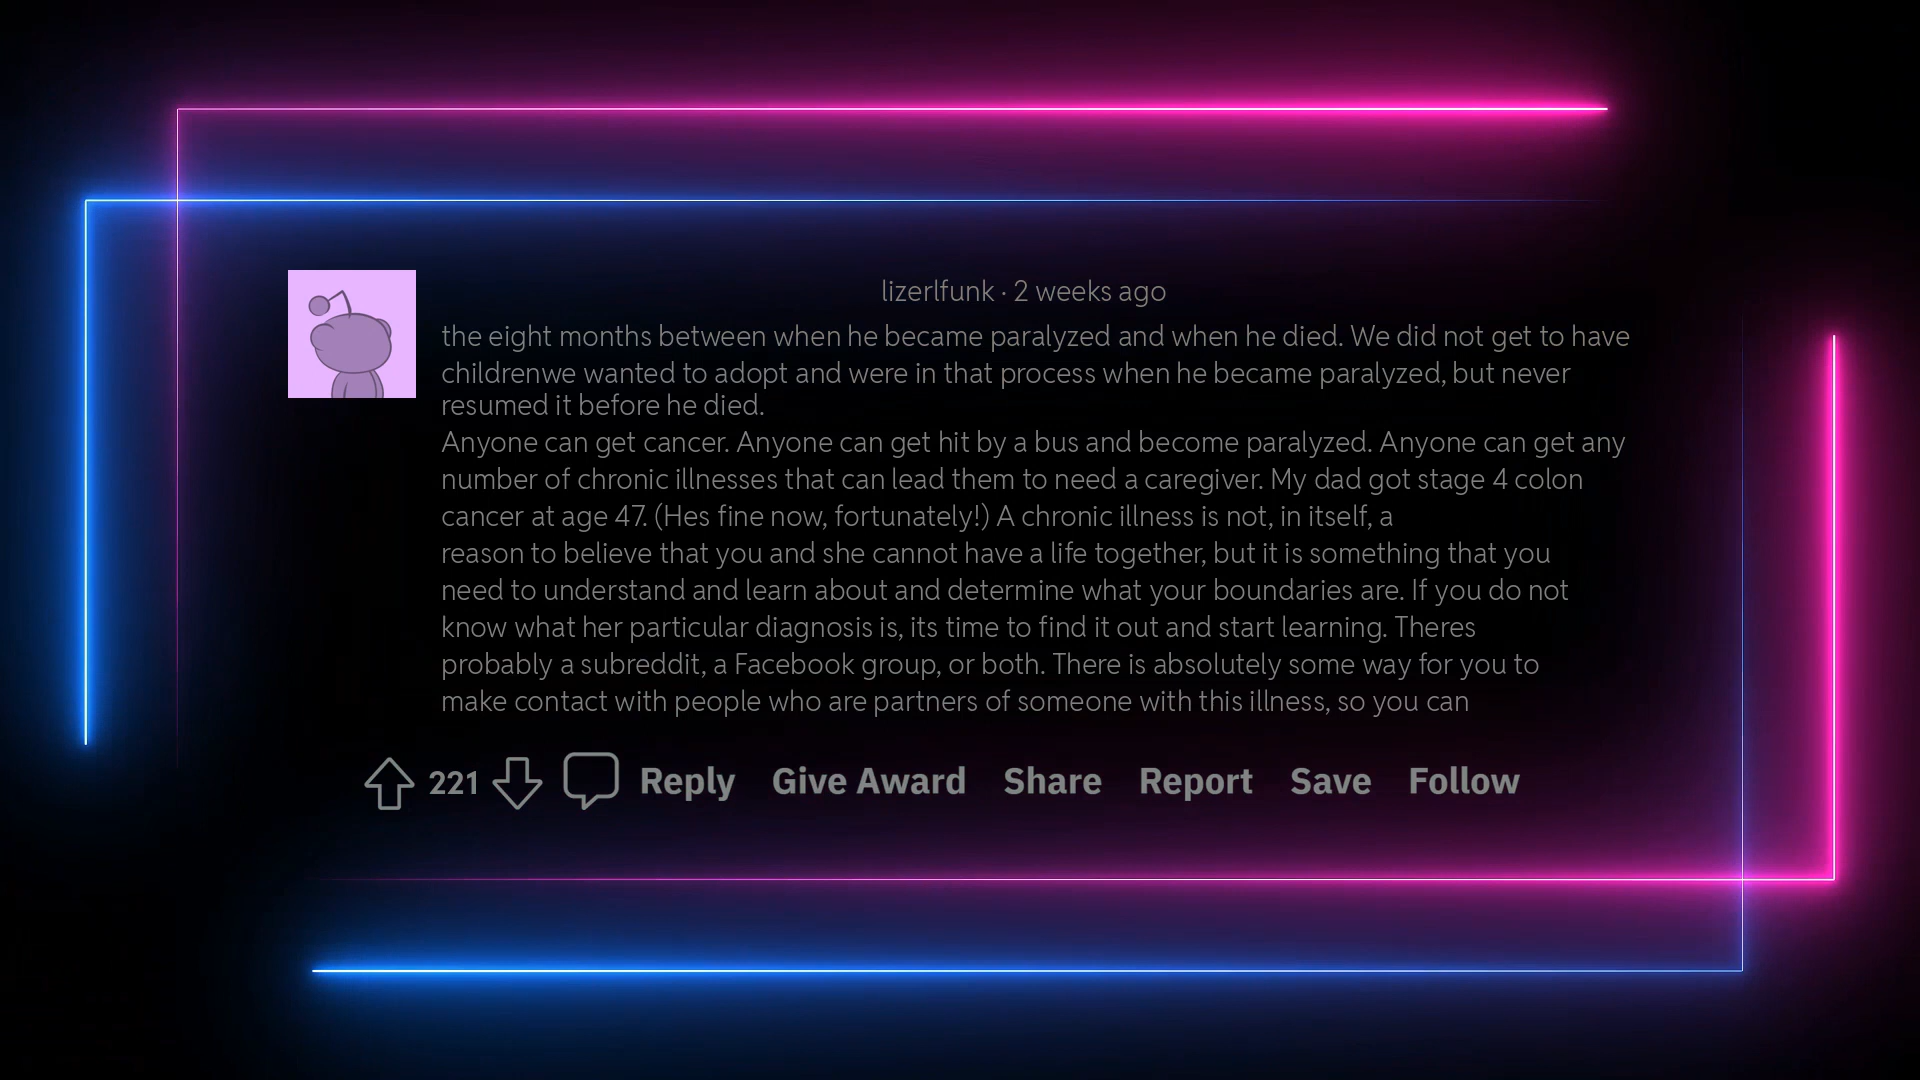 lizerlfunk · 2 weeks ago
the eight months between when he became paralyzed and when he died. We did not get to have
childrenwe wanted to adopt and were in that process when he became paralyzed, but never
resumed it before he died.
Anyone can get cancer. Anyone can get hit by a bus and become paralyzed. Anyone can get any
number of chronic illnesses that can lead them to need a caregiver. My dad got stage 4 colon
cancer at age 47. (Hes fine now, fortunately!) A chronic illness is not, in itself, a
reason to believe that you and she cannot have a life together, but it is something that you
need to understand and learn about and determine what your boundaries are. If you do not
know what her particular diagnosis is, its time to find it out and start learning. Theres
probably a subreddit, a Facebook group, or both. There is absolutely some way for you to
make contact with people who are partners of someone with this illness, so you can
221 Reply Give Award Share Report Save Follow